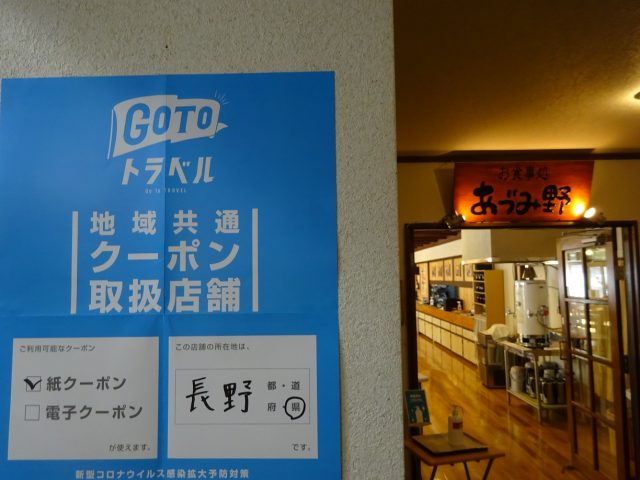 GOTO
トラベル
Go To TRAVEL
地域共通
クーポン
取扱店舗
ご利用可能なクーポン
紙クーポン
電子クーポン
が使えます。
この店舗の所在地は、
長野 都・道
府・県
です。
新型コロナウイルス感染拡大予防対策
お食事処
あづみ野